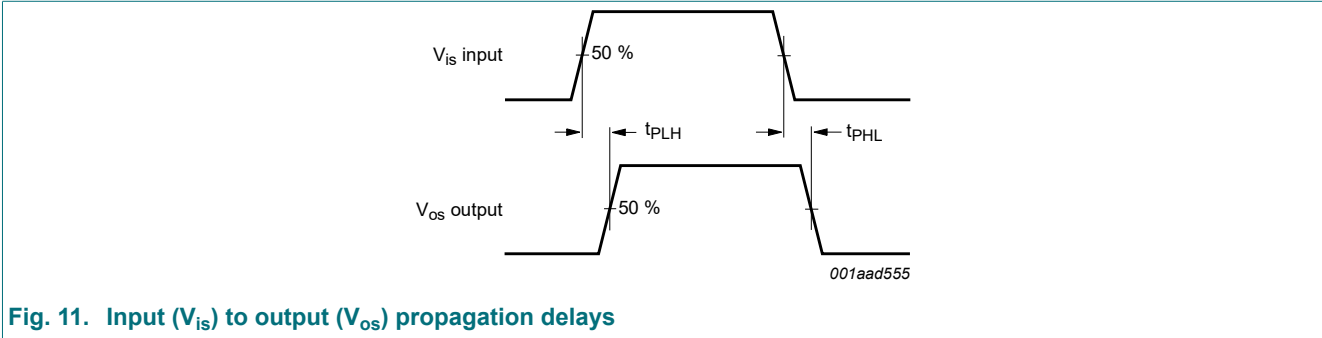 V_is input
50 %
t_PLH
t_PHL
V_os output
50 %
001aad555
Fig. 11. Input (V_is) to output (V_os) propagation delays